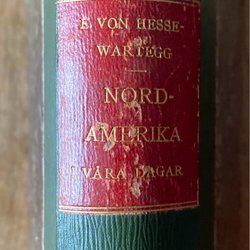 E. VON HESSE-
WARTEGG
NORD-
AMERIKA
I VÅRA DAGAR